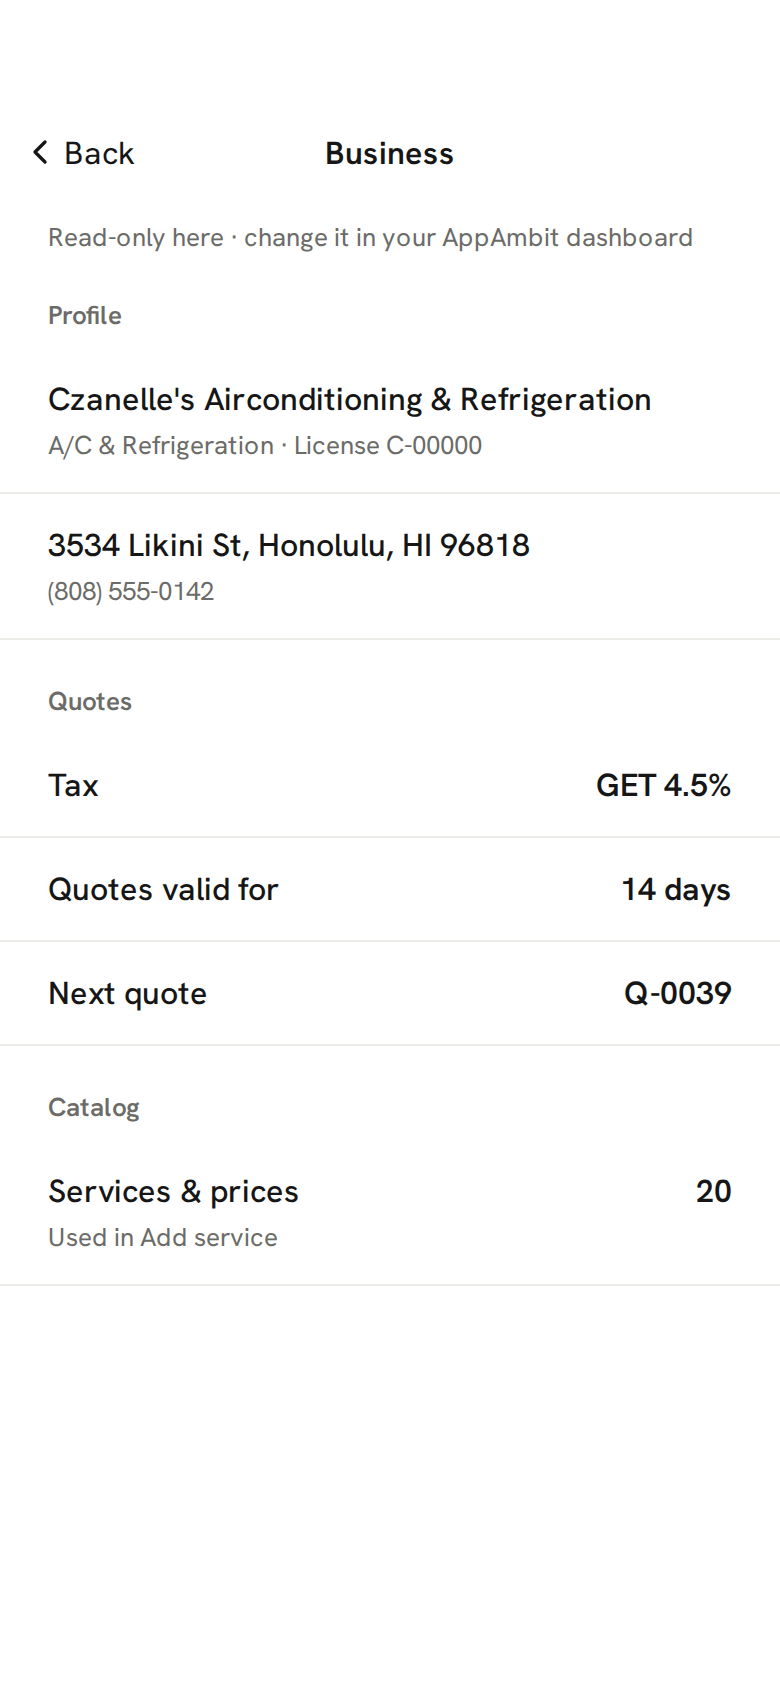 Back
Business
Read-only here · change it in your AppAmbit dashboard
Profile
Czanelle's Airconditioning & Refrigeration
A/C & Refrigeration · License C-00000
3534 Likini St, Honolulu, HI 96818
(808) 555-0142
Quotes
Tax GET 4.5%
Quotes valid for 14 days
Next quote Q-0039
Catalog
Services & prices 20
Used in Add service